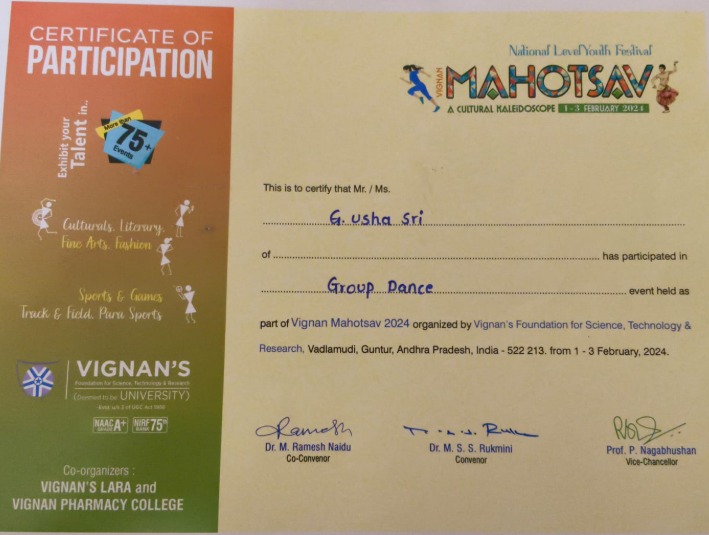 CERTIFICATE OF
PARTICIPATION
Exhibit your
Talent in..
More than
75+
Events
Culturals, Literary,
Fine Arts, Fashion
Sports & Games
Track & Field, Para Sports
VIGNAN'S
Foundation for Science, Technology & Research
(Deemed to be UNIVERSITY)
-Estd. u/s 3 of UGC Act 1956
NAAC GRADE A+ NIRF RANK 75th
Co-organizers :
VIGNAN'S LARA and
VIGNAN PHARMACY COLLEGE
National Level Youth Festival
VIGNAN
MAHOTSAV
A CULTURAL KALEIDOSCOPE 1-3 FEBRUARY 2024
This is to certify that Mr. / Ms.
G. Usha Sri
of ................................................ has participated in
Group Dance event held as
part of Vignan Mahotsav 2024 organized by Vignan's Foundation for Science, Technology &
Research, Vadlamudi, Guntur, Andhra Pradesh, India - 522 213. from 1 - 3 February, 2024.
Ramesh
Dr. M. Ramesh Naidu
Co-Convenor
Dr. M. S. S. Rukmini
Convenor
Prof. P. Nagabhushan
Vice-Chancellor